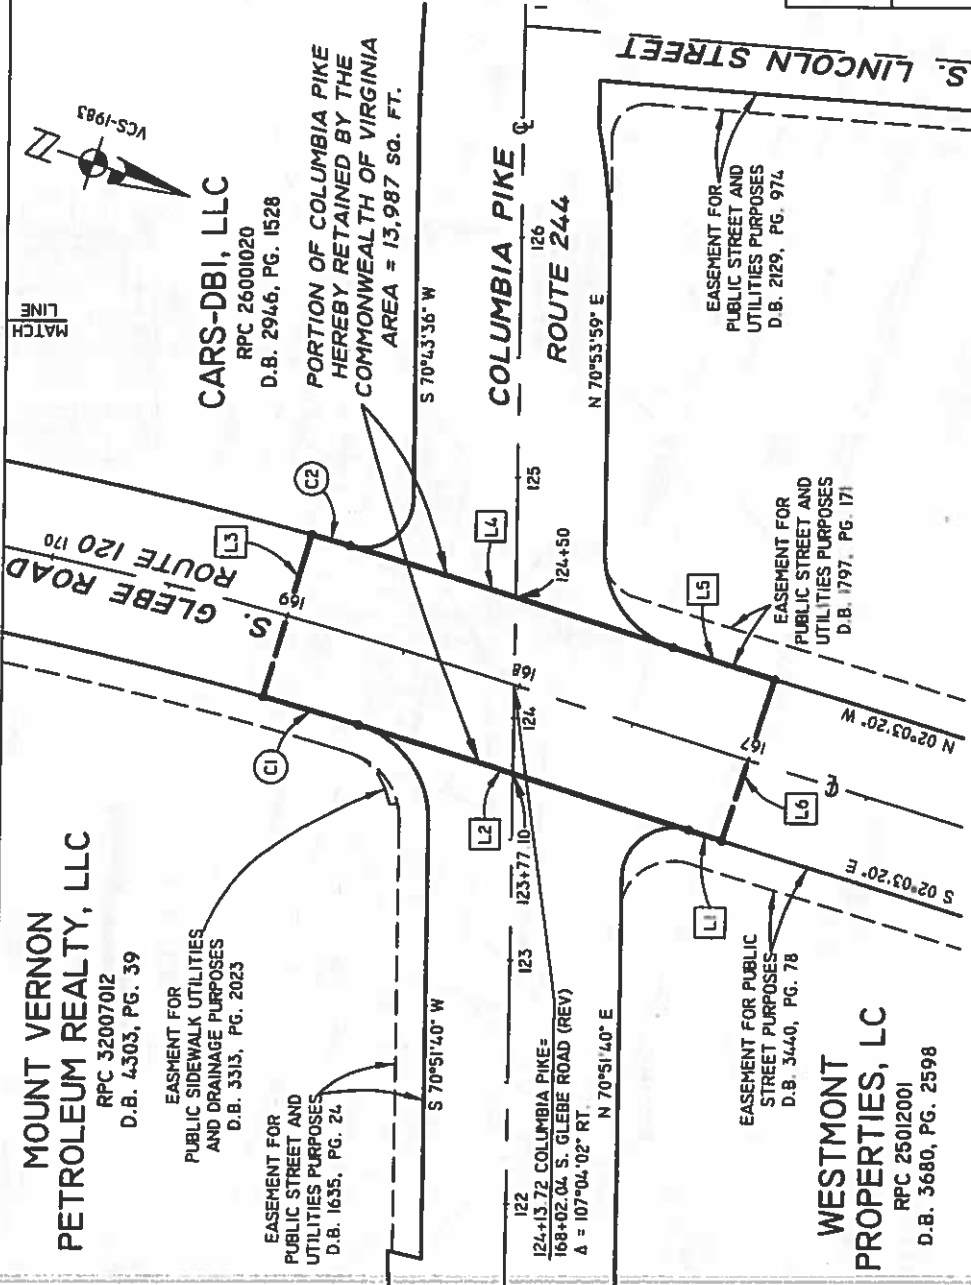 MOUNT VERNON
PETROLEUM REALTY, LLC
RPC 32007012
D.B. 4303, PG. 39
EASMENT FOR
PUBLIC SIDEWALK UTILITIES
AND DRAINAGE PURPOSES
D.B. 3313, PG. 2023
EASEMENT FOR
PUBLIC STREET AND
UTILITIES PURPOSES
D.B. 1635, PG. 24
S 70°51'40" W
MATCH
LINE
VCS-1983
CARS-DBI, LLC
RPC 26001020
D.B. 2946, PG. 1528
PORTION OF COLUMBIA PIKE
HEREBY RETAINED BY THE
COMMONWEALTH OF VIRGINIA
AREA = 13,987 SQ. FT.
S 70°43'36" W
S. GLEBE ROAD
ROUTE 120
170
169
168
167
C1
C2
L3
L2
L4
L5
L1
L6
COLUMBIA PIKE
ROUTE 244
122
123
123+77.10
124
124+50
125
126
124+13.72 COLUMBIA PIKE=
168+02.04 S. GLEBE ROAD (REV)
Δ = 107°04'02" RT.
N 70°51'40" E
N 70°53'59" E
S. LINCOLN STREET
EASEMENT FOR
PUBLIC STREET AND
UTILITIES PURPOSES
D.B. 2129, PG. 974
EASEMENT FOR
PUBLIC STREET AND
UTILITIES PURPOSES
D.B. 1797, PG. 171
N 02°03'20" W
S 02°03'20" E
EASEMENT FOR PUBLIC
STREET PURPOSES
D.B. 3440, PG. 78
WESTMONT
PROPERTIES, LC
RPC 25012001
D.B. 3680, PG. 2598